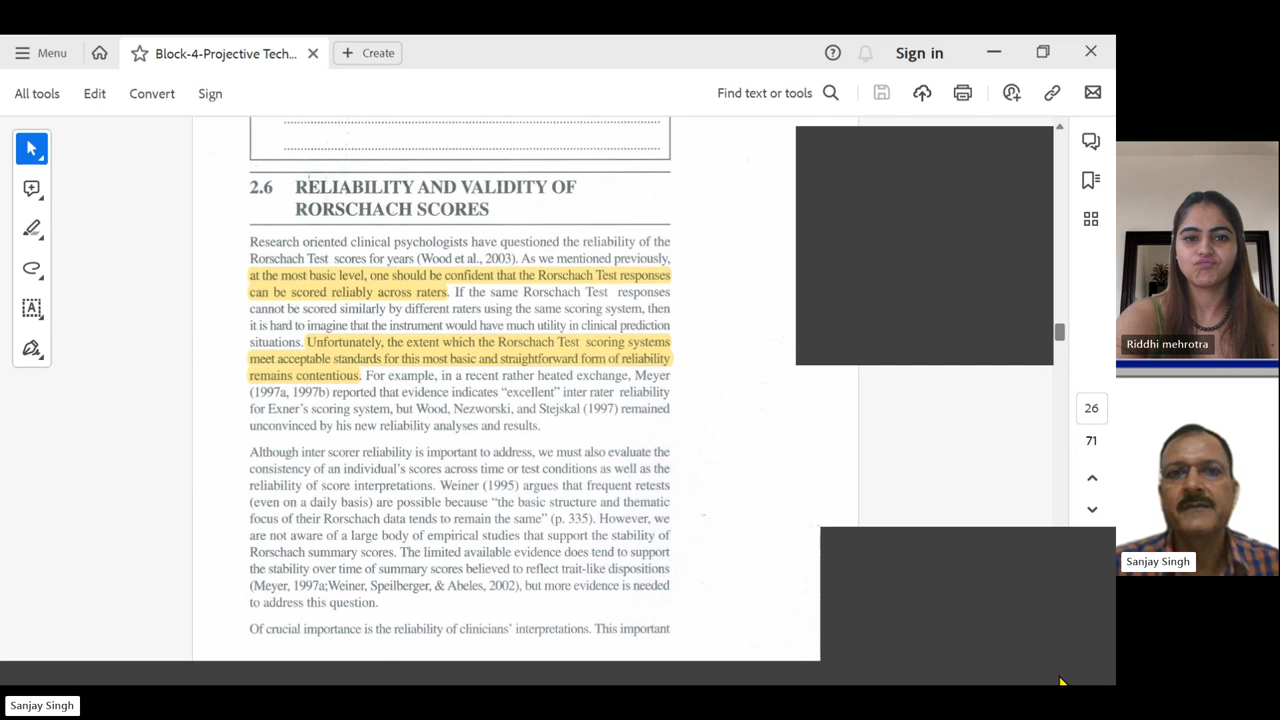 Menu
Block-4-Projective Tech...
Create
Sign in
All tools
Edit
Convert
Sign
Find text or tools
2.6 RELIABILITY AND VALIDITY OF
RORSCHACH SCORES
Research oriented clinical psychologists have questioned the reliability of the
Rorschach Test scores for years (Wood et al., 2003). As we mentioned previously,
at the most basic level, one should be confident that the Rorschach Test responses
can be scored reliably across raters. If the same Rorschach Test responses
cannot be scored similarly by different raters using the same scoring system, then
it is hard to imagine that the instrument would have much utility in clinical prediction
situations. Unfortunately, the extent which the Rorschach Test scoring systems
meet acceptable standards for this most basic and straightforward form of reliability
remains contentious. For example, in a recent rather heated exchange, Meyer
(1997a, 1997b) reported that evidence indicates “excellent” inter rater reliability
for Exner's scoring system, but Wood, Nezworski, and Stejskal (1997) remained
unconvinced by his new reliability analyses and results.
Although inter scorer reliability is important to address, we must also evaluate the
consistency of an individual's scores across time or test conditions as well as the
reliability of score interpretations. Weiner (1995) argues that frequent retests
(even on a daily basis) are possible because “the basic structure and thematic
focus of their Rorschach data tends to remain the same” (p. 335). However, we
are not aware of a large body of empirical studies that support the stability of
Rorschach summary scores. The limited available evidence does tend to support
the stability over time of summary scores believed to reflect trait-like dispositions
(Meyer, 1997a;Weiner, Speilberger, & Abeles, 2002), but more evidence is needed
to address this question.
Of crucial importance is the reliability of clinicians' interpretations. This important
26
71
Riddhi mehrotra
Sanjay Singh
Sanjay Singh